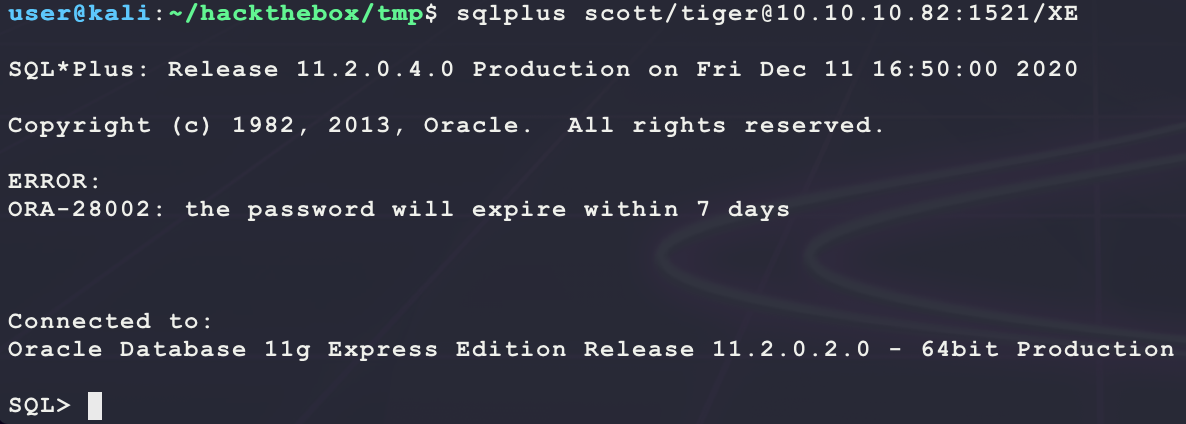 user@kali:~/hackthebox/tmp$ sqlplus scott/tiger@10.10.10.82:1521/XE
SQL*Plus: Release 11.2.0.4.0 Production on Fri Dec 11 16:50:00 2020
Copyright (c) 1982, 2013, Oracle.  All rights reserved.
ERROR:
ORA-28002: the password will expire within 7 days
Connected to:
Oracle Database 11g Express Edition Release 11.2.0.2.0 - 64bit Production
SQL>